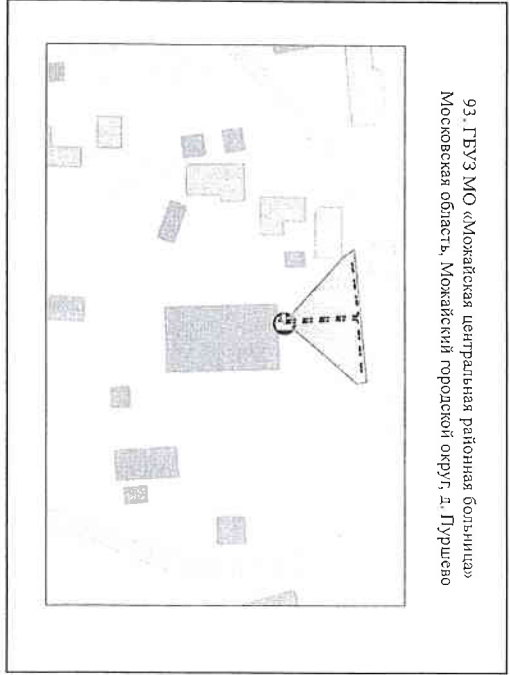 93. ГБУЗ МО «Можайская центральная районная больница»
Московская область, Можайский городской округ, д. Пуршево